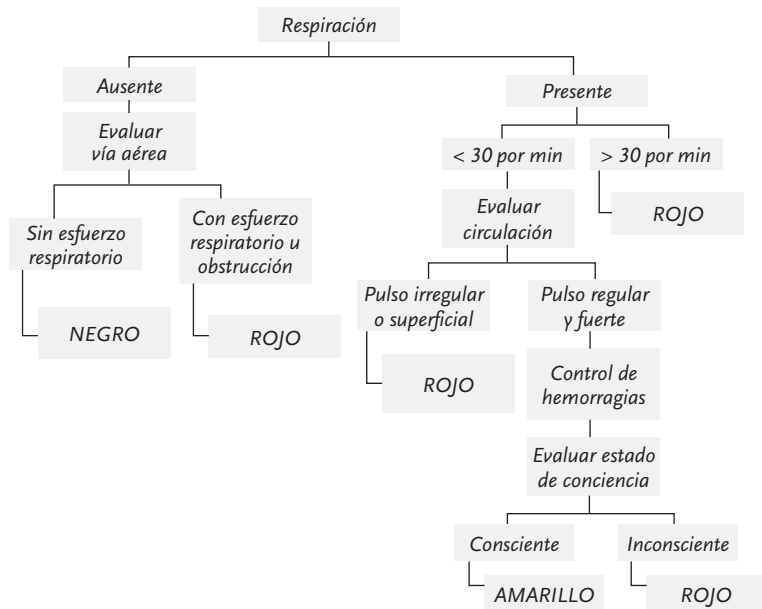 Respiración
Ausente
Presente
Evaluar
vía aérea
< 30 por min
> 30 por min
Evaluar
circulación
ROJO
Sin esfuerzo
respiratorio
Con esfuerzo
respiratorio u
obstrucción
NEGRO
ROJO
Pulso irregular
o superficial
Pulso regular
y fuerte
ROJO
Control de
hemorragias
Evaluar estado
de conciencia
Consciente
Inconsciente
AMARILLO
ROJO